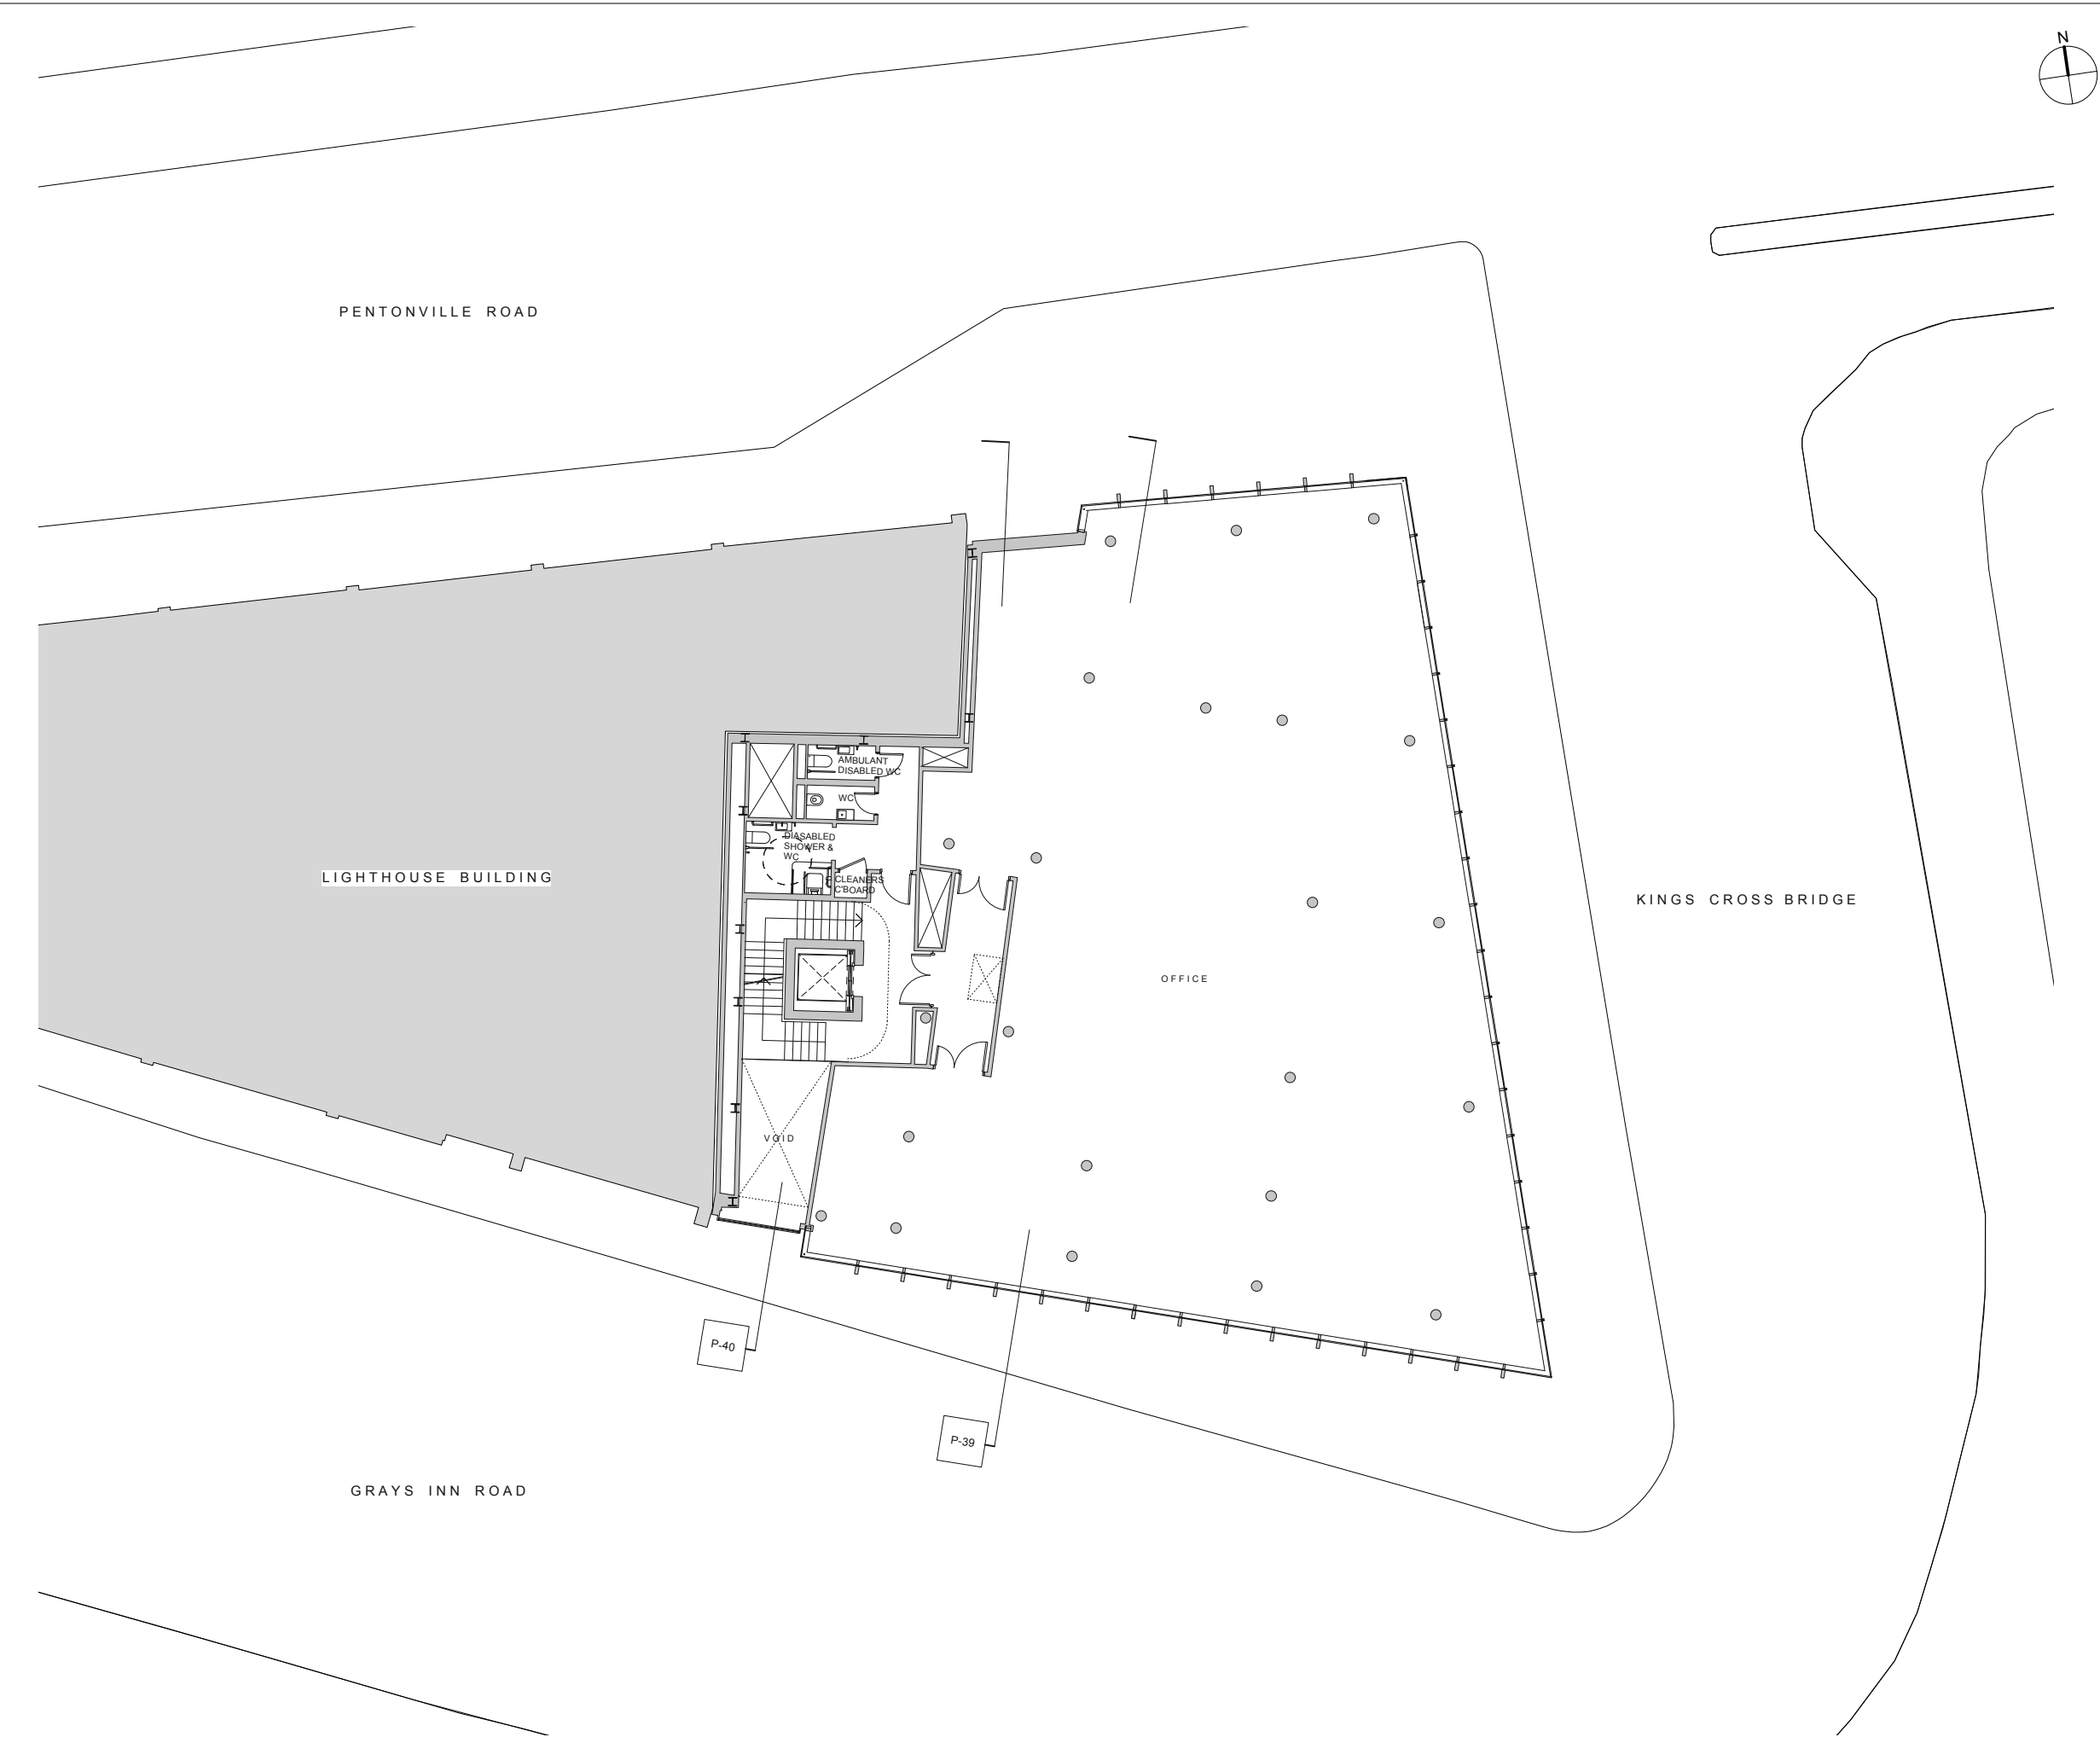 N
PENTONVILLE ROAD
AMBULANT
DISABLED WC
WC
DIASABLED
SHOWER &
WC
CLEANERS
C'BOARD
LIGHTHOUSE BUILDING
KINGS CROSS BRIDGE
OFFICE
VOID
P-40
P-39
GRAYS INN ROAD